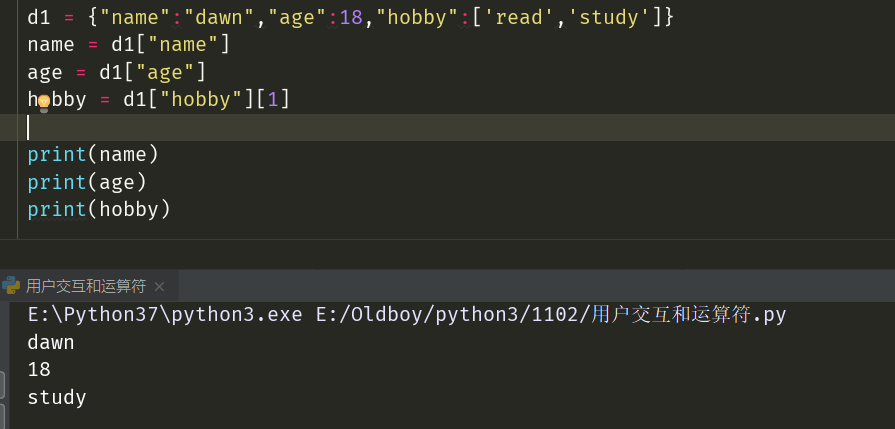 d1 = {"name":"dawn","age":18,"hobby":['read','study']}
name = d1["name"]
age = d1["age"]
hobby = d1["hobby"][1]
print(name)
print(age)
print(hobby)
用户交互和运算符 ×
E:\Python37\python3.exe E:/Oldboy/python3/1102/用户交互和运算符.py
dawn
18
study